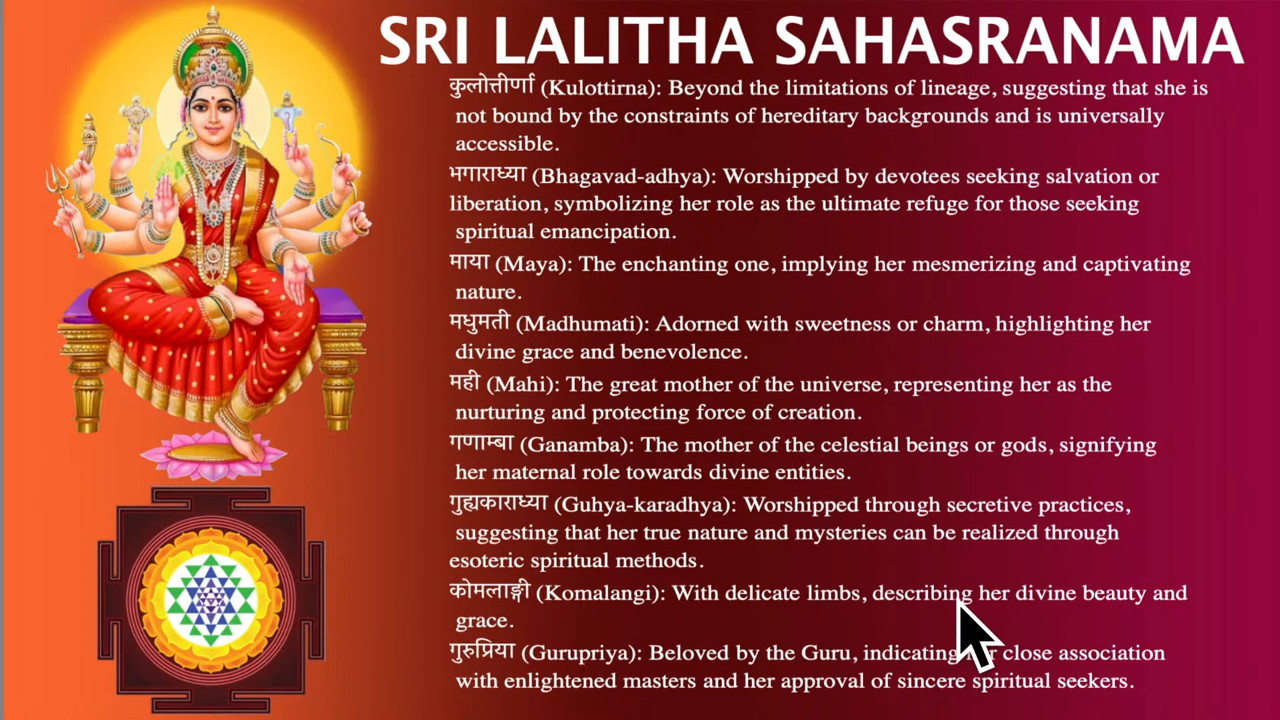 SRI LALITHA SAHASRANAMA
कुलोत्तीर्णा (Kulottirna): Beyond the limitations of lineage, suggesting that she is
not bound by the constraints of hereditary backgrounds and is universally
accessible.
भगाराध्या (Bhagavad-adhya): Worshipped by devotees seeking salvation or
liberation, symbolizing her role as the ultimate refuge for those seeking
spiritual emancipation.
माया (Maya): The enchanting one, implying her mesmerizing and captivating
nature.
मधुमती (Madhumati): Adorned with sweetness or charm, highlighting her
divine grace and benevolence.
मही (Mahi): The great mother of the universe, representing her as the
nurturing and protecting force of creation.
गणाम्बा (Ganamba): The mother of the celestial beings or gods, signifying
her maternal role towards divine entities.
गुह्यकाराध्या (Guhya-karadhya): Worshipped through secretive practices,
suggesting that her true nature and mysteries can be realized through
esoteric spiritual methods.
कोमलाङ्गी (Komalangi): With delicate limbs, describing her divine beauty and
grace.
गुरुप्रिया (Gurupriya): Beloved by the Guru, indicating close association
with enlightened masters and her approval of sincere spiritual seekers.